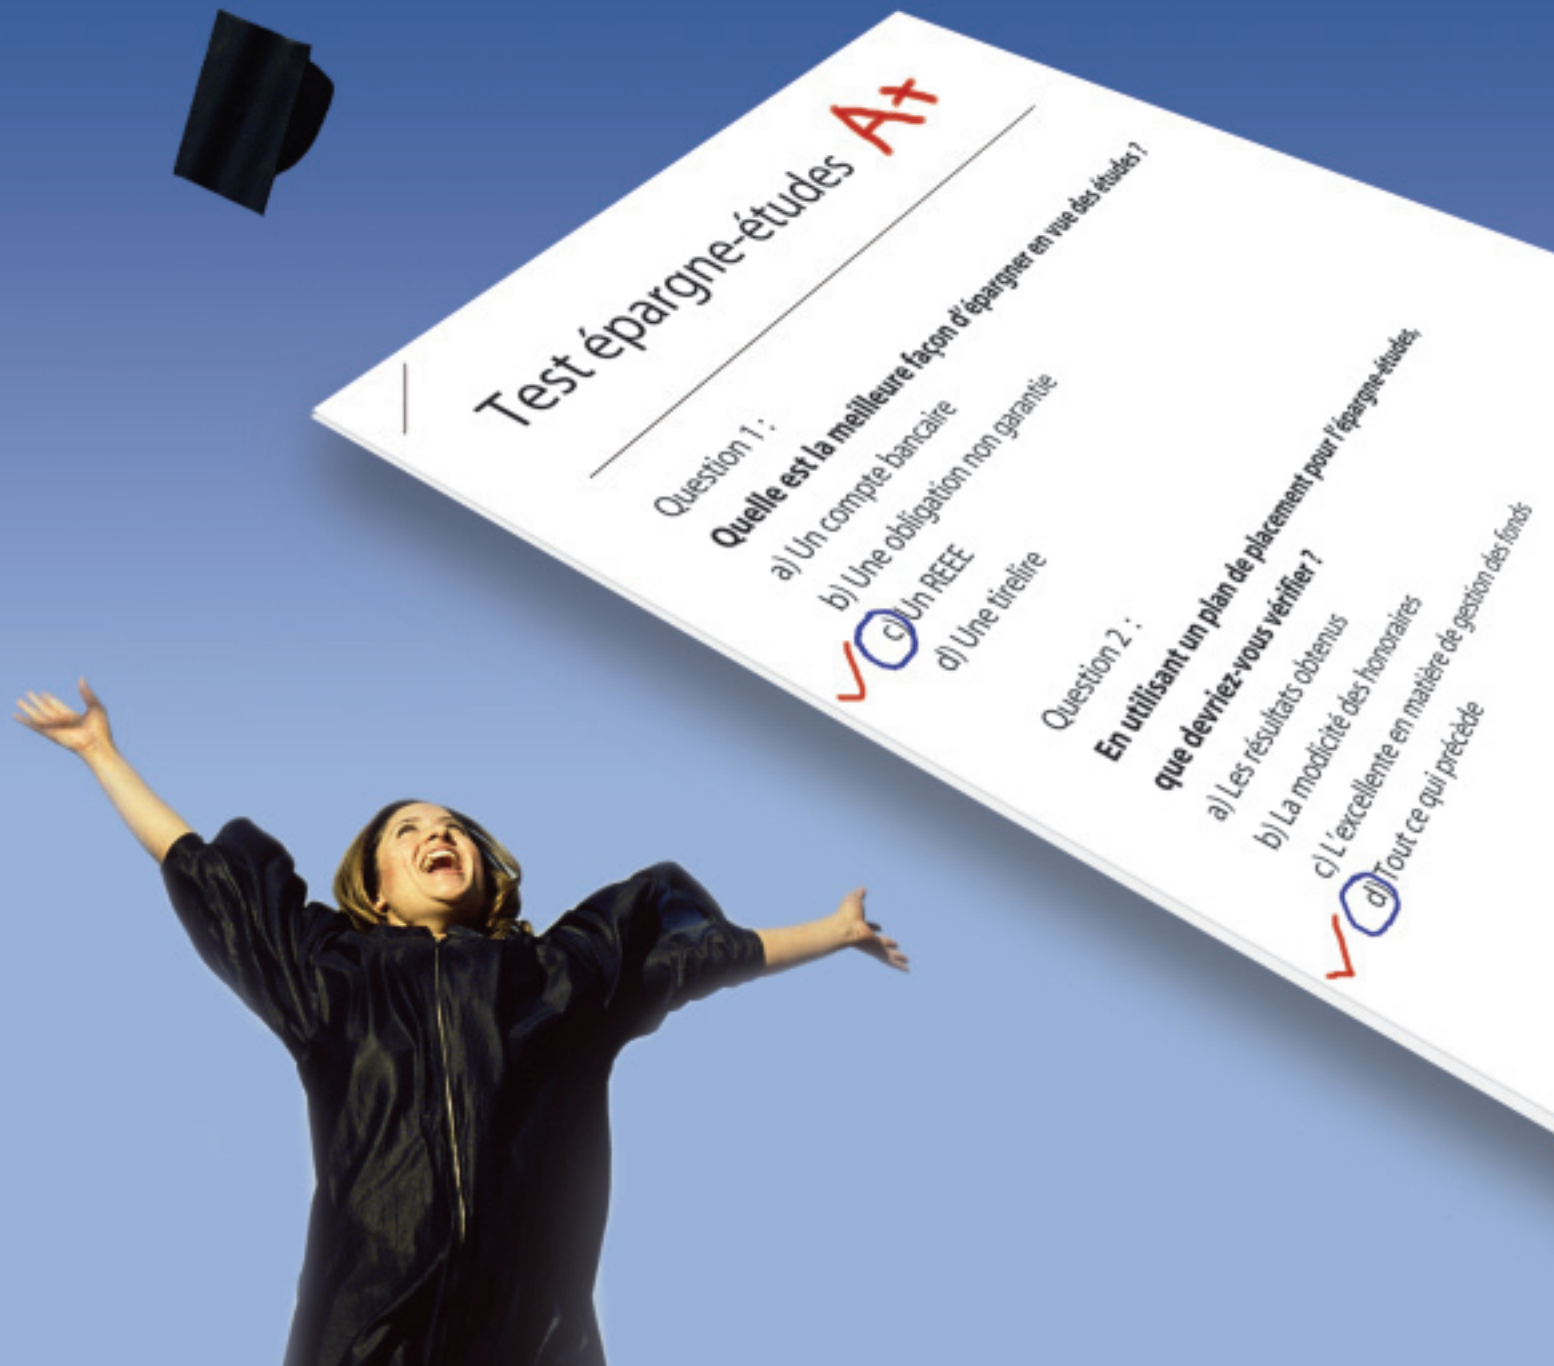 Test épargne-études A+
Question 1 :
Quelle est la meilleure façon d'épargner en vue des études ?
a) Un compte bancaire
b) Une obligation non garantie
c) Un REEE
d) Une tirelire
Question 2 :
En utilisant un plan de placement pour l'épargne-études,
que devriez-vous vérifier ?
a) Les résultats obtenus
b) La modicité des honoraires
c) L'excellente en matière de gestion des fonds
d) Tout ce qui précède